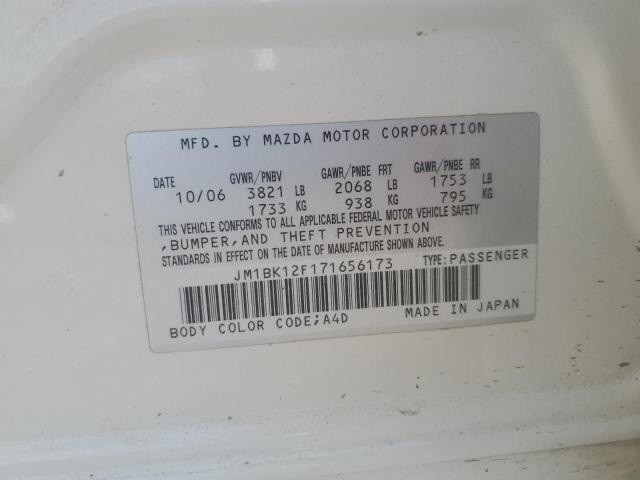 MFD. BY MAZDA MOTOR CORPORATION
DATE GVWR/PNBV GAWR/PNBE FRT GAWR/PNBE RR
10/06 3821 LB 2068 LB 1753 LB
1733 KG 938 KG 795 KG
THIS VEHICLE CONFORMS TO ALL APPLICABLE FEDERAL MOTOR VEHICLE SAFETY
,BUMPER,AND THEFT PREVENTION
STANDARDS IN EFFECT ON THE DATE OF MANUFACTURE SHOWN ABOVE.
JM1BK12F171656173 TYPE:PASSENGER
BODY COLOR CODE;A4D MADE IN JAPAN